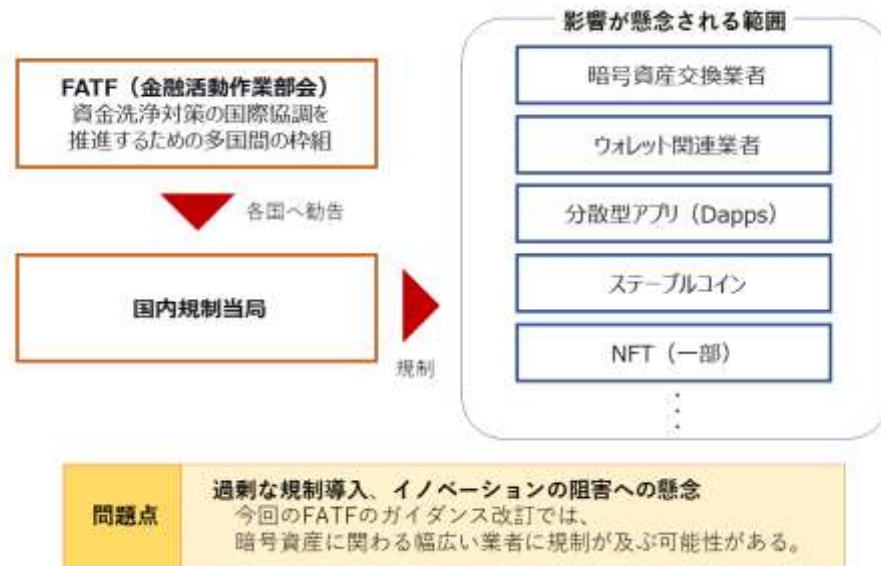 影響が懸念される範囲
FATF（金融活動作業部会）
資金洗浄対策の国際協調を
推進するための多国間の枠組
各国へ勧告
国内規制当局
規制
暗号資産交換業者
ウォレット関連業者
分散型アプリ（Dapps）
ステーブルコイン
NFT（一部）
問題点
過剰な規制導入、イノベーションの阻害への懸念
今回のFATFのガイダンス改訂では、
暗号資産に関わる幅広い業者に規制が及ぶ可能性がある。